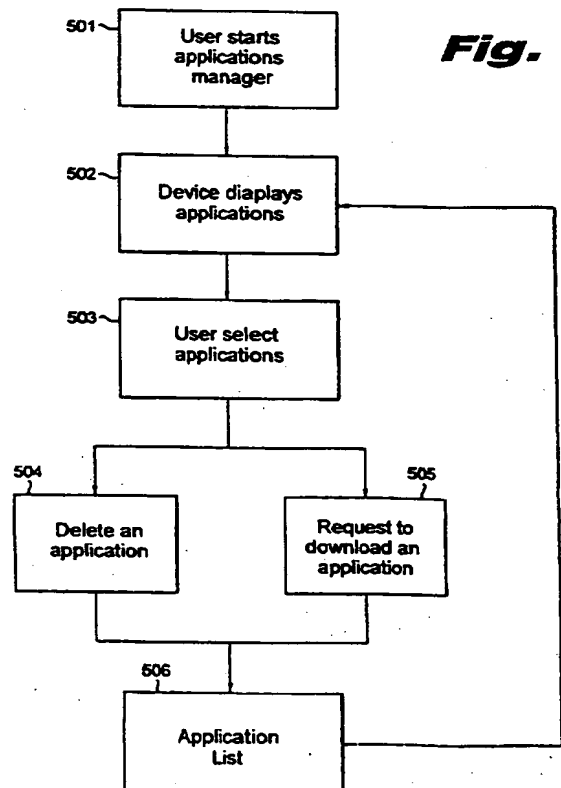 501
User starts
applications
manager
Fig.
502
Device diaplays
applications
503
User select
applications
504
Delete an
application
505
Request to
download an
application
506
Application
List